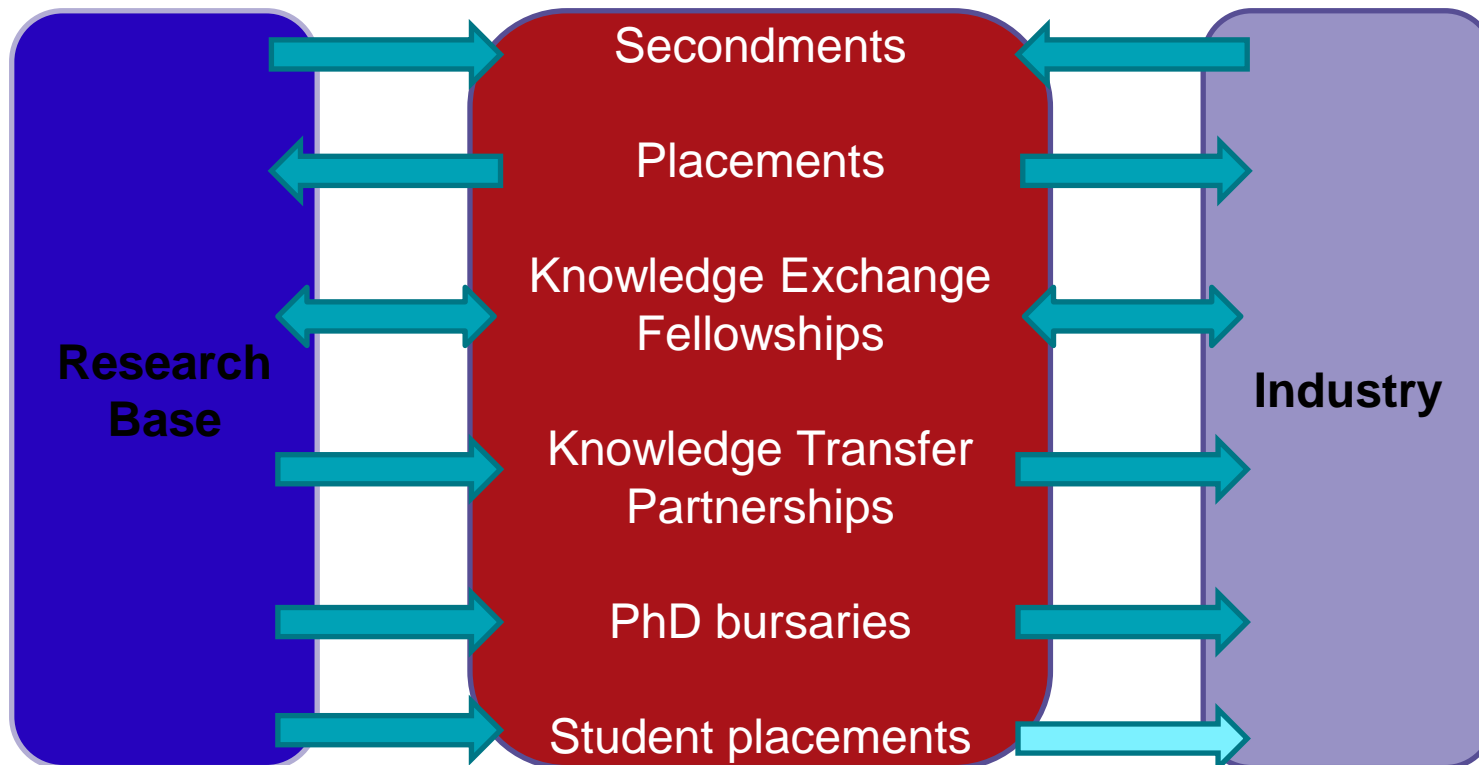 Secondments
Placements
Knowledge Exchange
Fellowships
Research
Base
Industry
Knowledge Transfer
Partnerships
PhD bursaries
Student placements